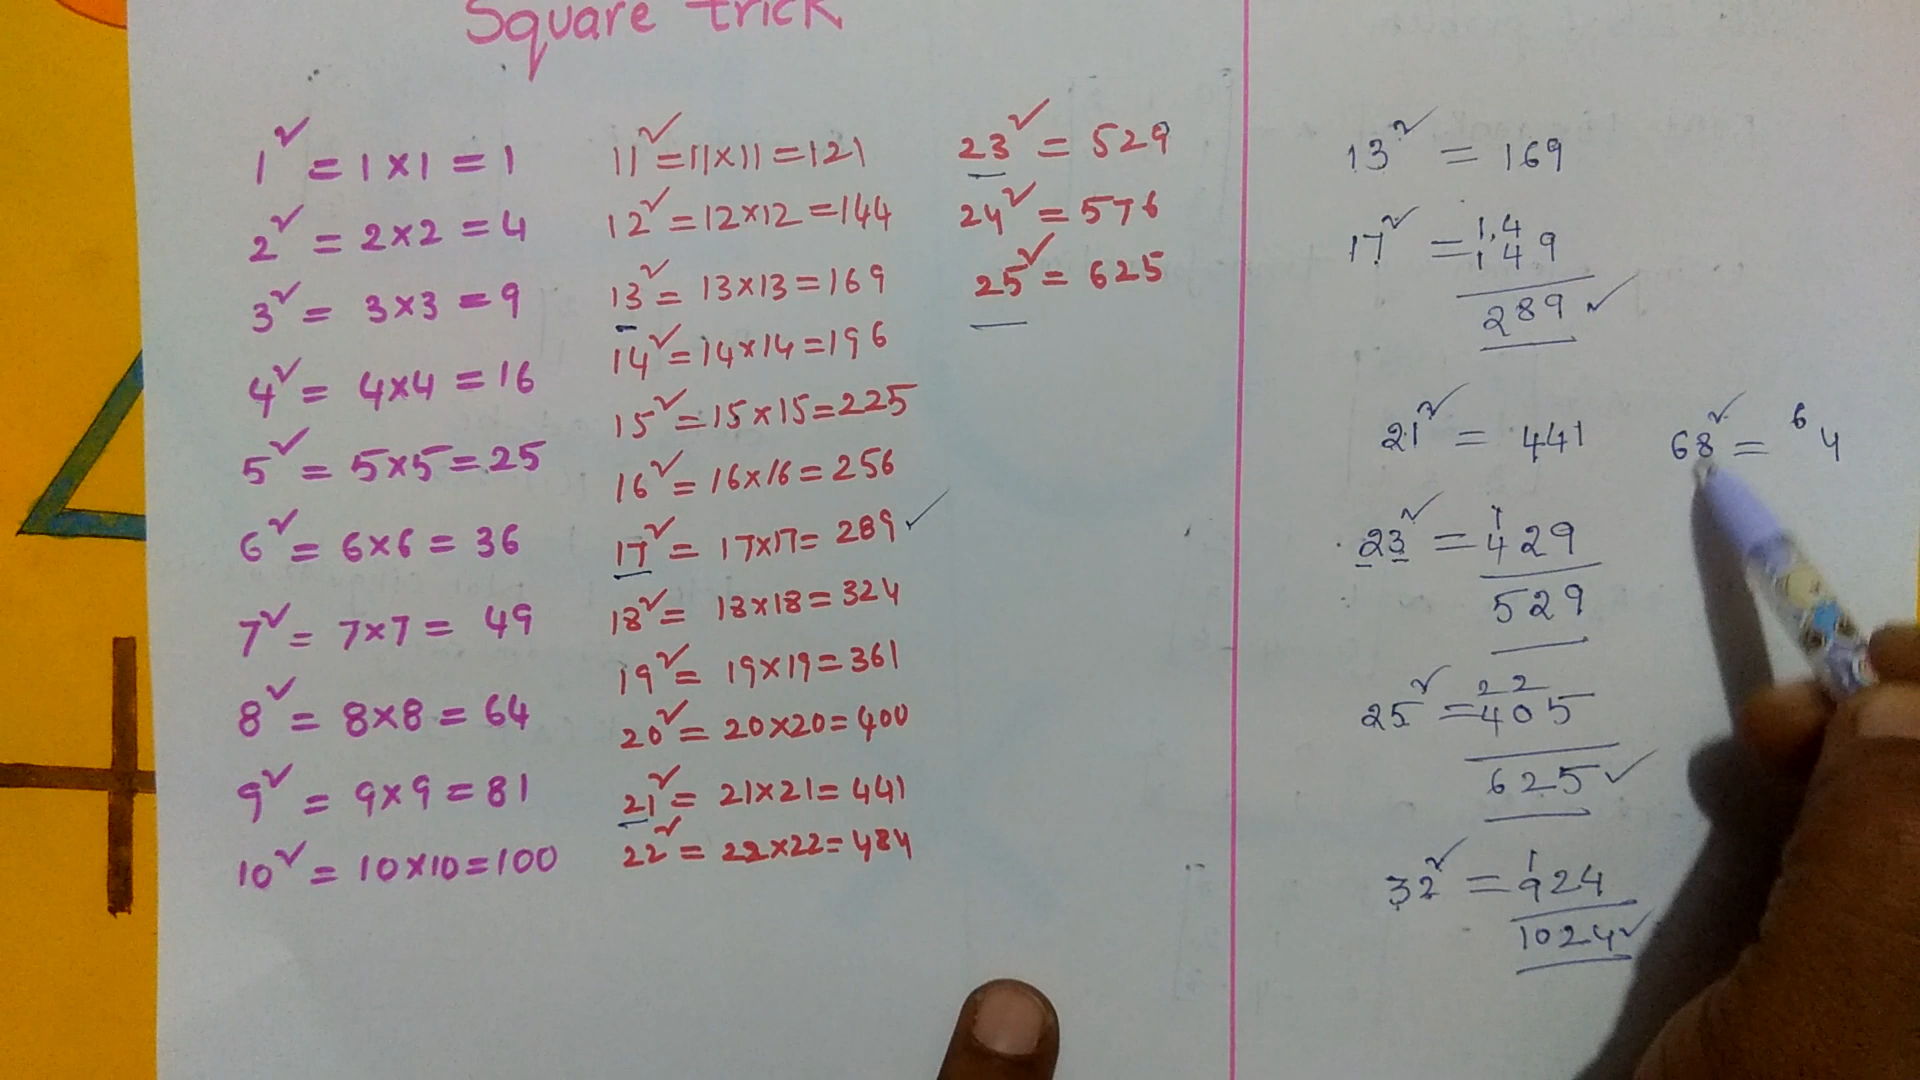 Square trick
1² = 1×1 = 1
2² = 2×2 = 4
3² = 3×3 = 9
4² = 4×4 = 16
5² = 5×5 = 25
6² = 6×6 = 36
7² = 7×7 = 49
8² = 8×8 = 64
9² = 9×9 = 81
10² = 10×10 = 100
11² = 11×11 = 121
12² = 12×12 = 144
13² = 13×13 = 169
14² = 14×14 = 196
15² = 15×15 = 225
16² = 16×16 = 256
17² = 17×17 = 289 ✓
18² = 18×18 = 324
19² = 19×19 = 361
20² = 20×20 = 400
21² = 21×21 = 441
22² = 22×22 = 484
23² = 529
24² = 576
25² = 625
13² = 169
1,4
17² = 149
289 ✓
21² = 441
1
23² = 429
529
2 2
25² = 405
625 ✓
1
32² = 924
1024 ✓
68² = ⁶4